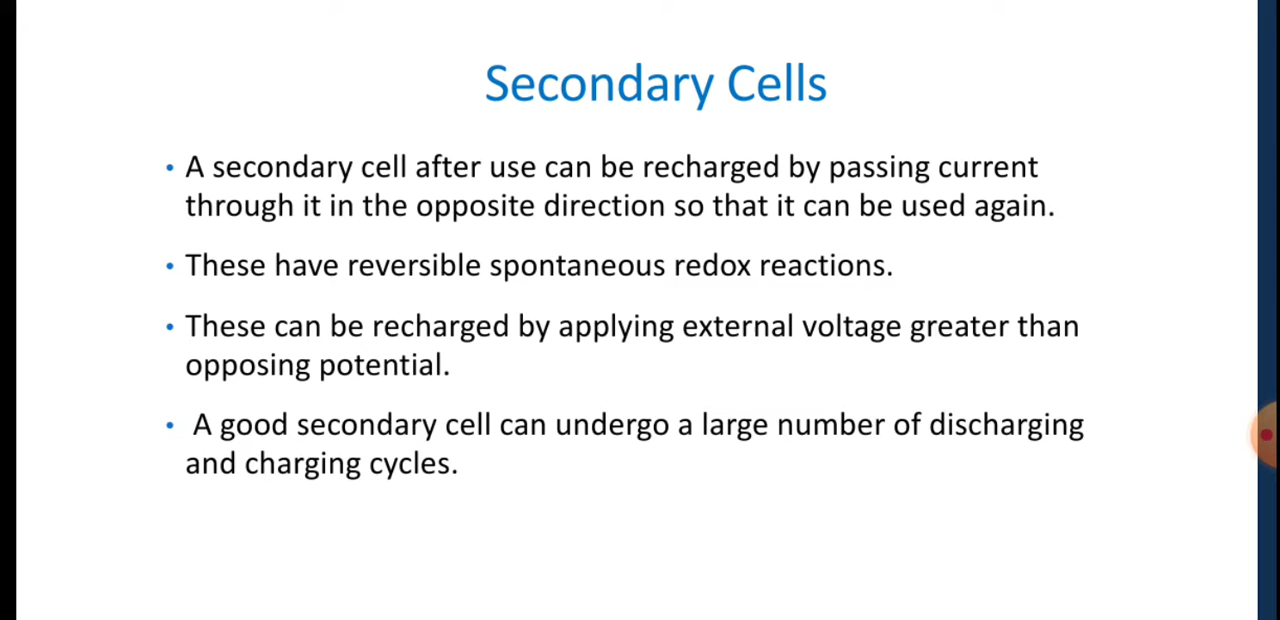 Secondary Cells
• A secondary cell after use can be recharged by passing current
through it in the opposite direction so that it can be used again.
• These have reversible spontaneous redox reactions.
• These can be recharged by applying external voltage greater than
opposing potential.
• A good secondary cell can undergo a large number of discharging
and charging cycles.